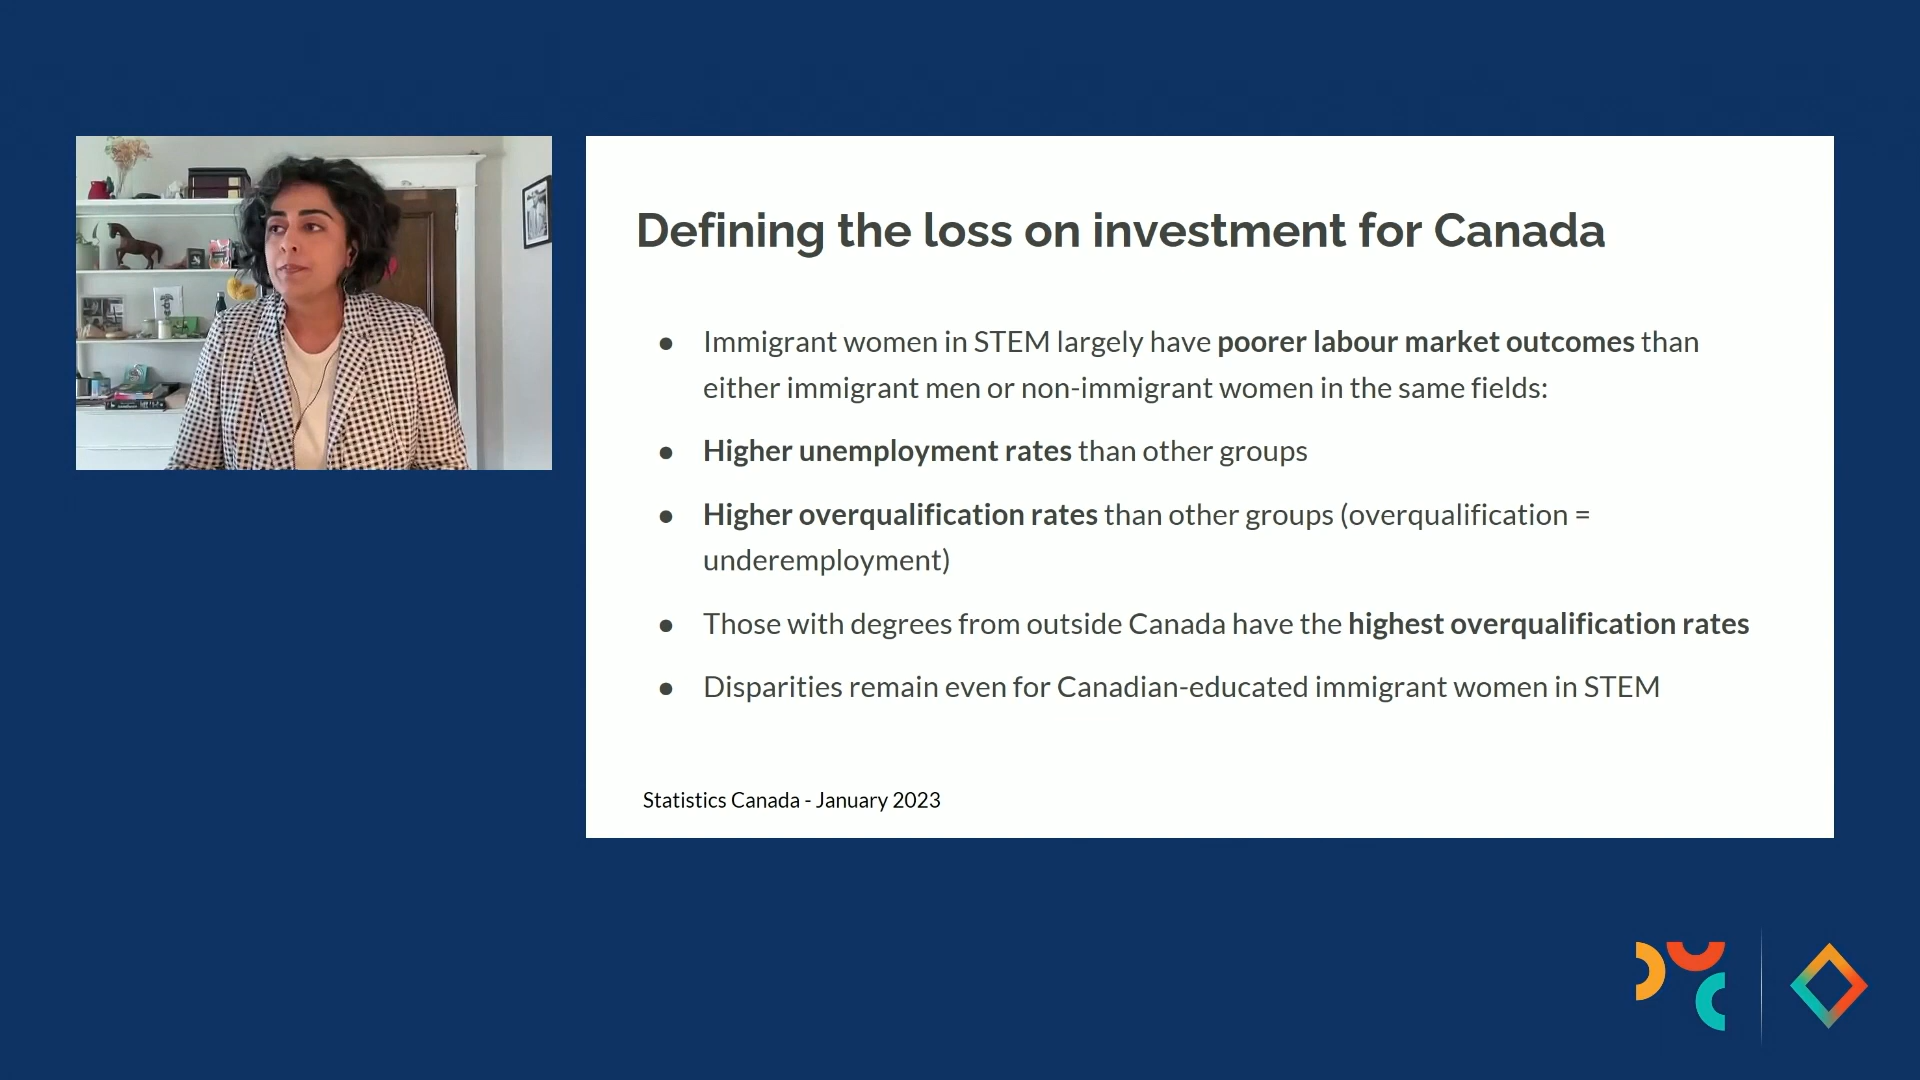 Defining the loss on investment for Canada
● Immigrant women in STEM largely have poorer labour market outcomes than
either immigrant men or non-immigrant women in the same fields:
● Higher unemployment rates than other groups
● Higher overqualification rates than other groups (overqualification =
underemployment)
● Those with degrees from outside Canada have the highest overqualification rates
● Disparities remain even for Canadian-educated immigrant women in STEM
Statistics Canada - January 2023